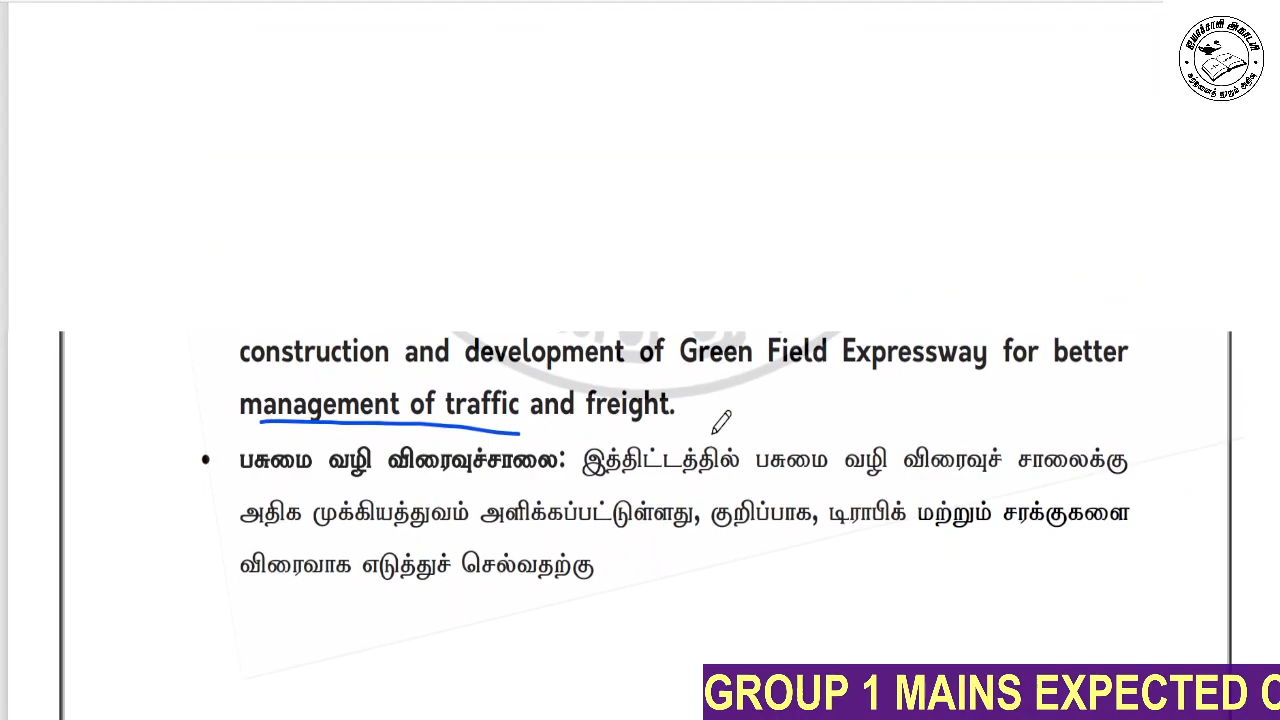 construction and development of Green Field Expressway for better
management of traffic and freight.
• பசுமை வழி விரைவுச்சாலை: இத்திட்டத்தில் பசுமை வழி விரைவுச் சாலைக்கு
அதிக முக்கியத்துவம் அளிக்கப்பட்டுள்ளது, குறிப்பாக, டிராபிக் மற்றும் சரக்குகளை
விரைவாக எடுத்துச் செல்வதற்கு
GROUP 1 MAINS EXPECTED